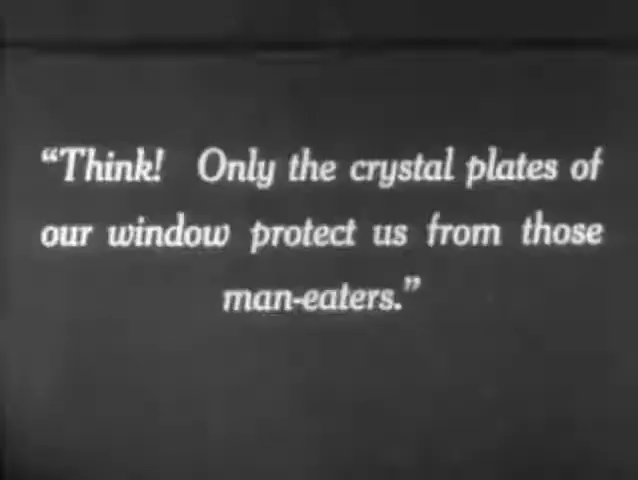 “Think! Only the crystal plates of
our window protect us from those
man-eaters.”